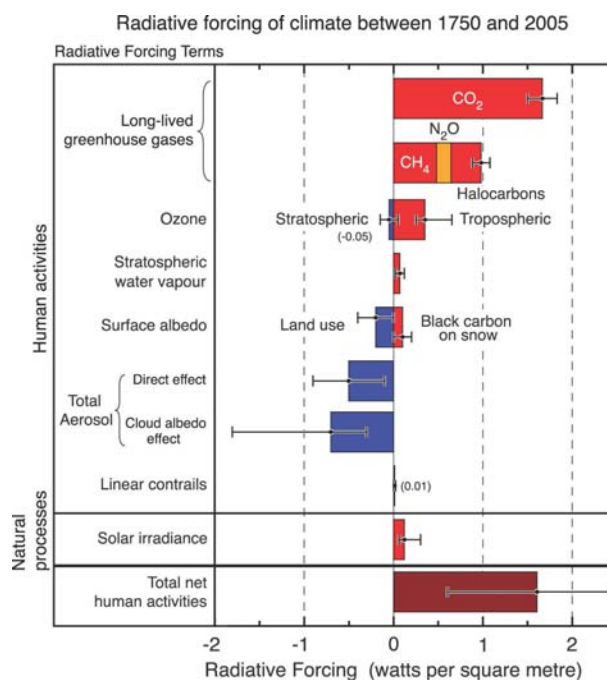 Radiative forcing of climate between 1750 and 2005
Radiative Forcing Terms
Human activities
Long-lived
greenhouse gases
CO2
N2O
CH4
Halocarbons
Ozone
Stratospheric
(-0.05)
Tropospheric
Stratospheric
water vapour
Surface albedo
Land use
Black carbon
on snow
Total
Aerosol
Direct effect
Cloud albedo
effect
Linear contrails
(0.01)
Natural
processes
Solar irradiance
Total net
human activities
-2 -1 0 1 2
Radiative Forcing (watts per square metre)